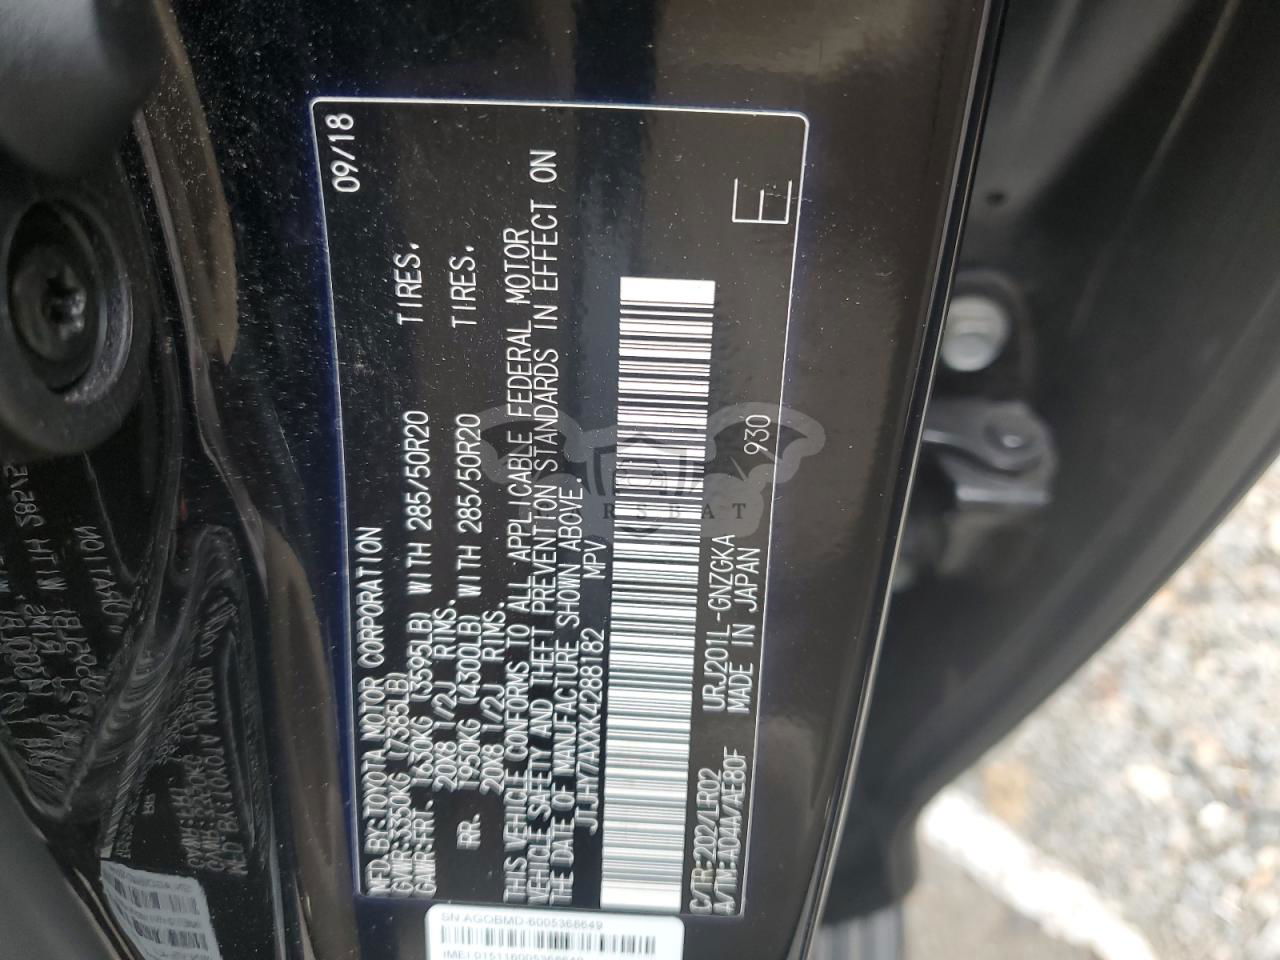 09/18
MFD.BY:TOYOTA MOTOR CORPORATION
GVWR:3350KG (7385LB)
GAWR:FRT. 1630KG (3595LB) WITH 285/50R20 TIRES.
20X8 1/2J RIMS.
RR. 1950KG (4300LB) WITH 285/50R20 TIRES.
20X8 1/2J RIMS.
THIS VEHICLE CONFORMS TO ALL APPLICABLE FEDERAL MOTOR
VEHICLE SAFETY AND THEFT PREVENTION STANDARDS IN EFFECT ON
THE DATE OF MANUFACTURE SHOWN ABOVE.
JTJHY7AXXK4288182 MPV
E
C/TR:202/LR02 URJ201L-GNZGKA 930
A/TM:A04A/AE80F MADE IN JAPAN
SN AGOBMD-6005368649
IMEI 015116005368649